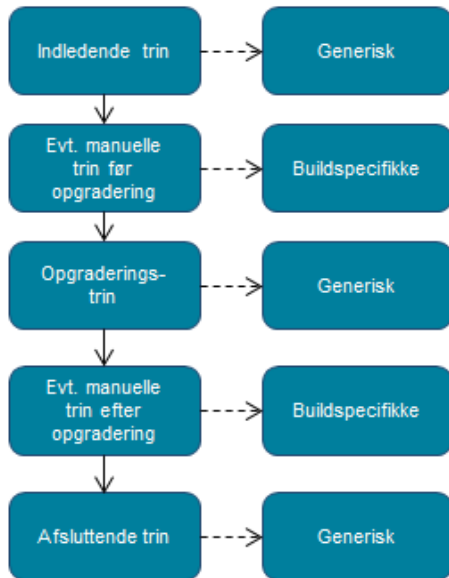 Indledende trin
Generisk
Evt. manuelle
trin før
opgradering
Buildspecifikke
Opgraderings-
trin
Generisk
Evt. manuelle
trin efter
opgradering
Buildspecifikke
Afsluttende trin
Generisk